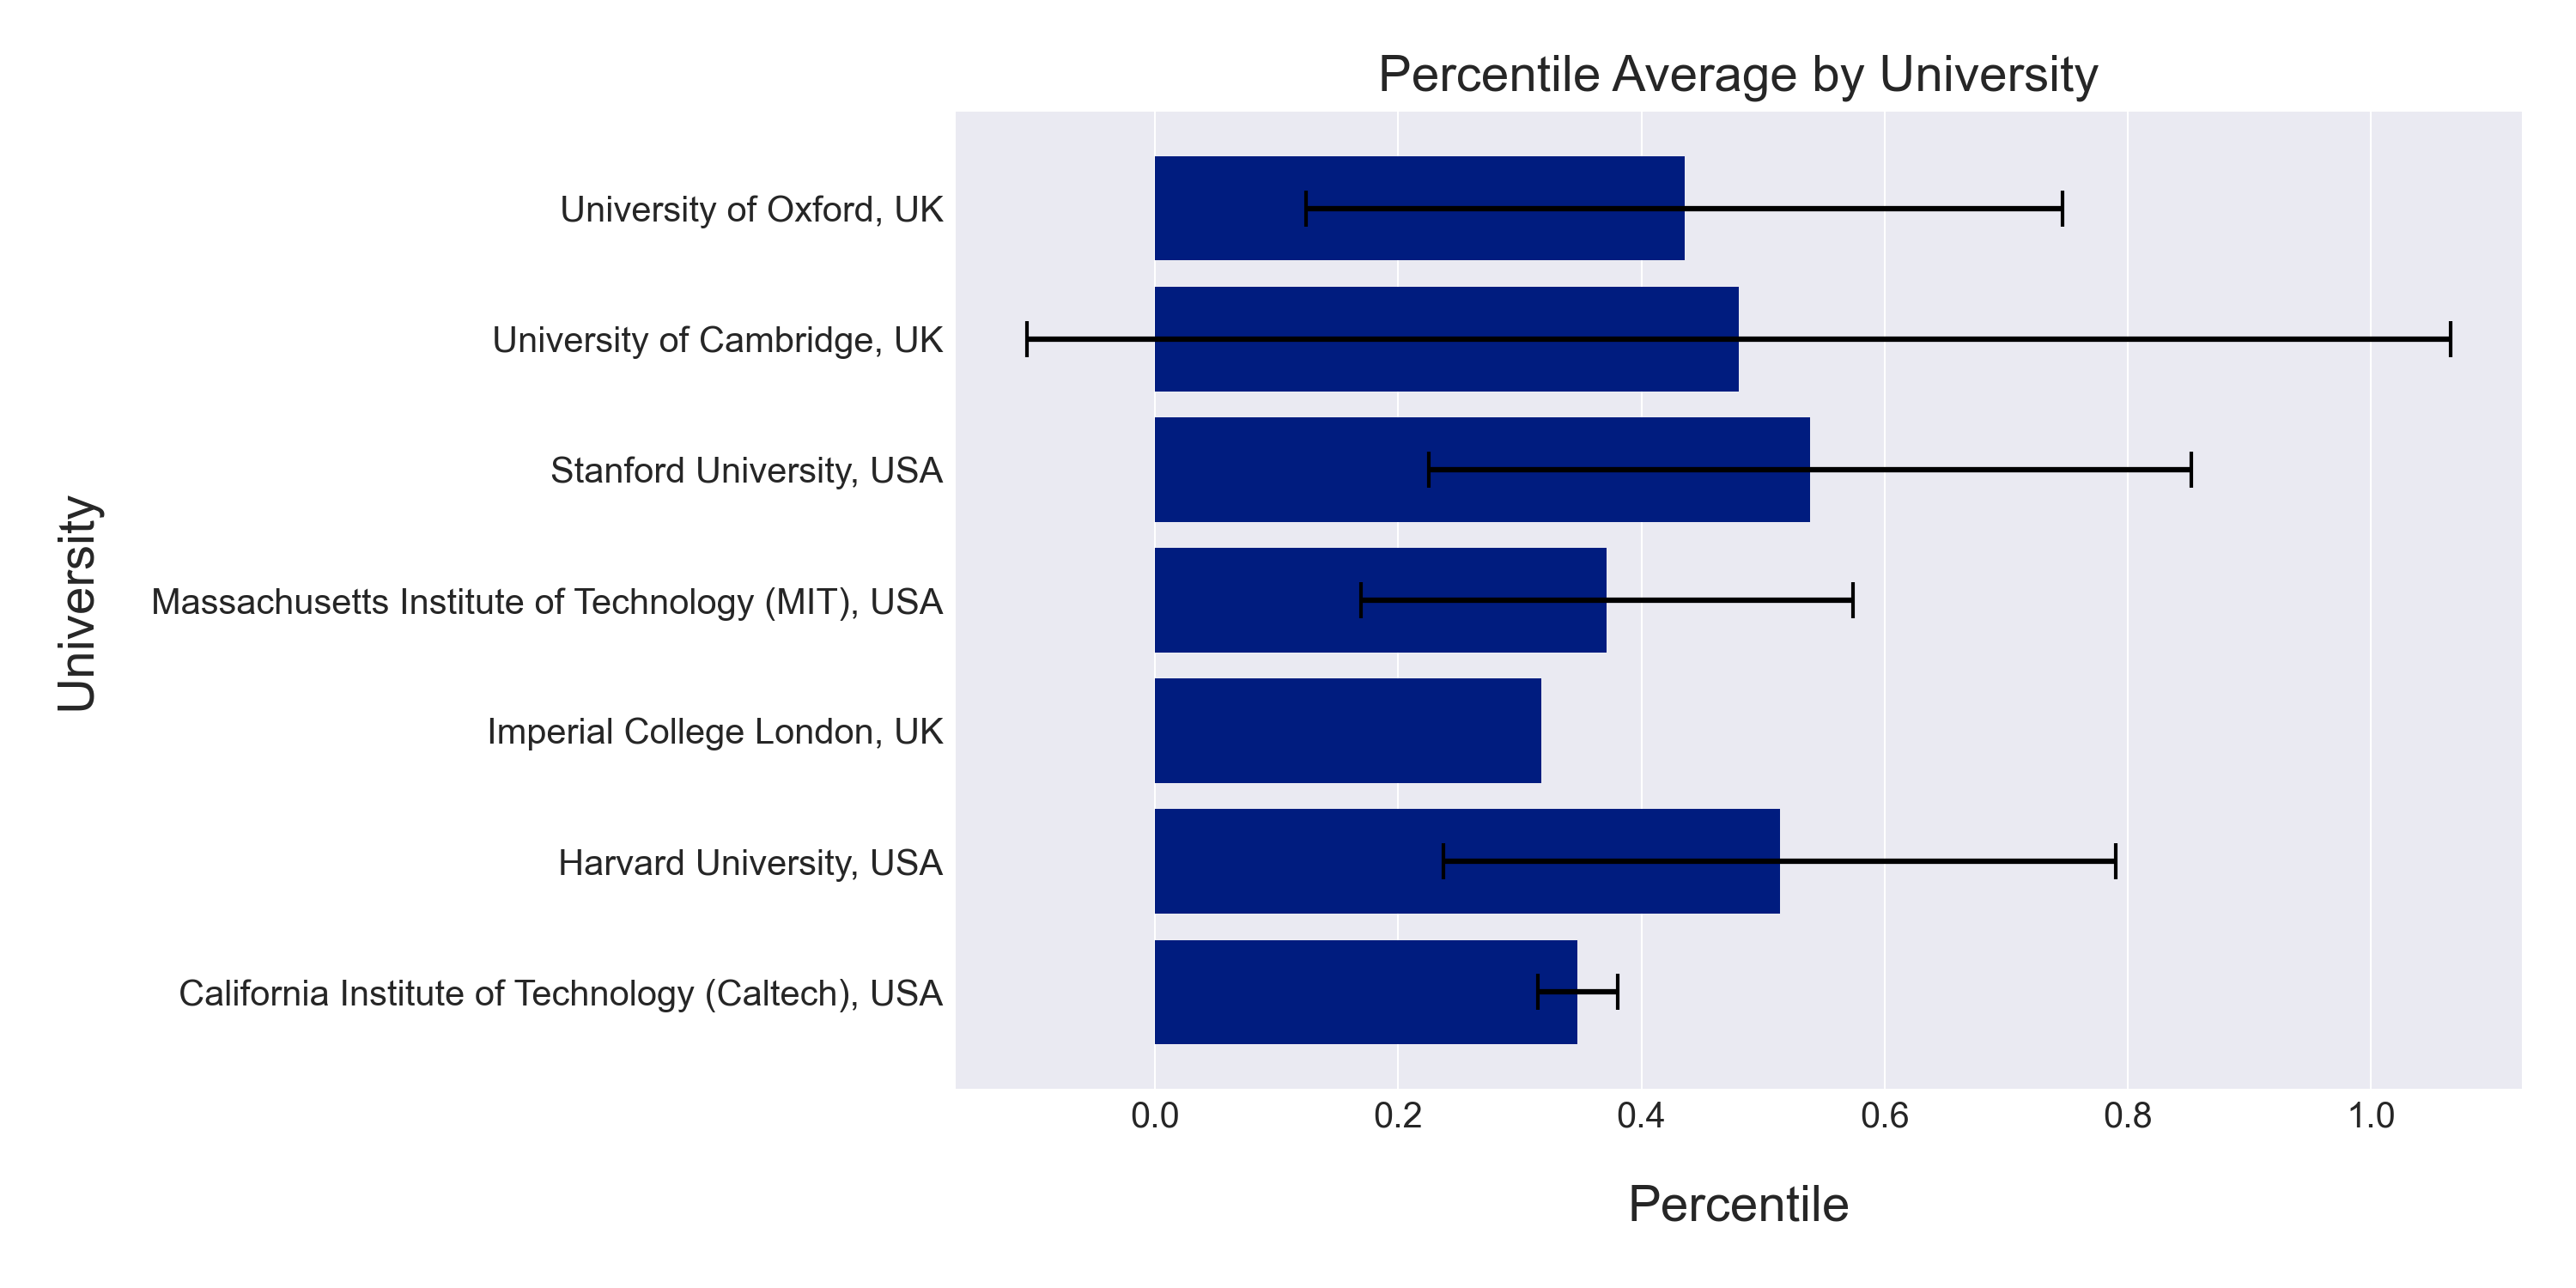 Percentile Average by University
University of Oxford, UK
University of Cambridge, UK
Stanford University, USA
Massachusetts Institute of Technology (MIT), USA
Imperial College London, UK
Harvard University, USA
California Institute of Technology (Caltech), USA
University
0.0 0.2 0.4 0.6 0.8 1.0
Percentile